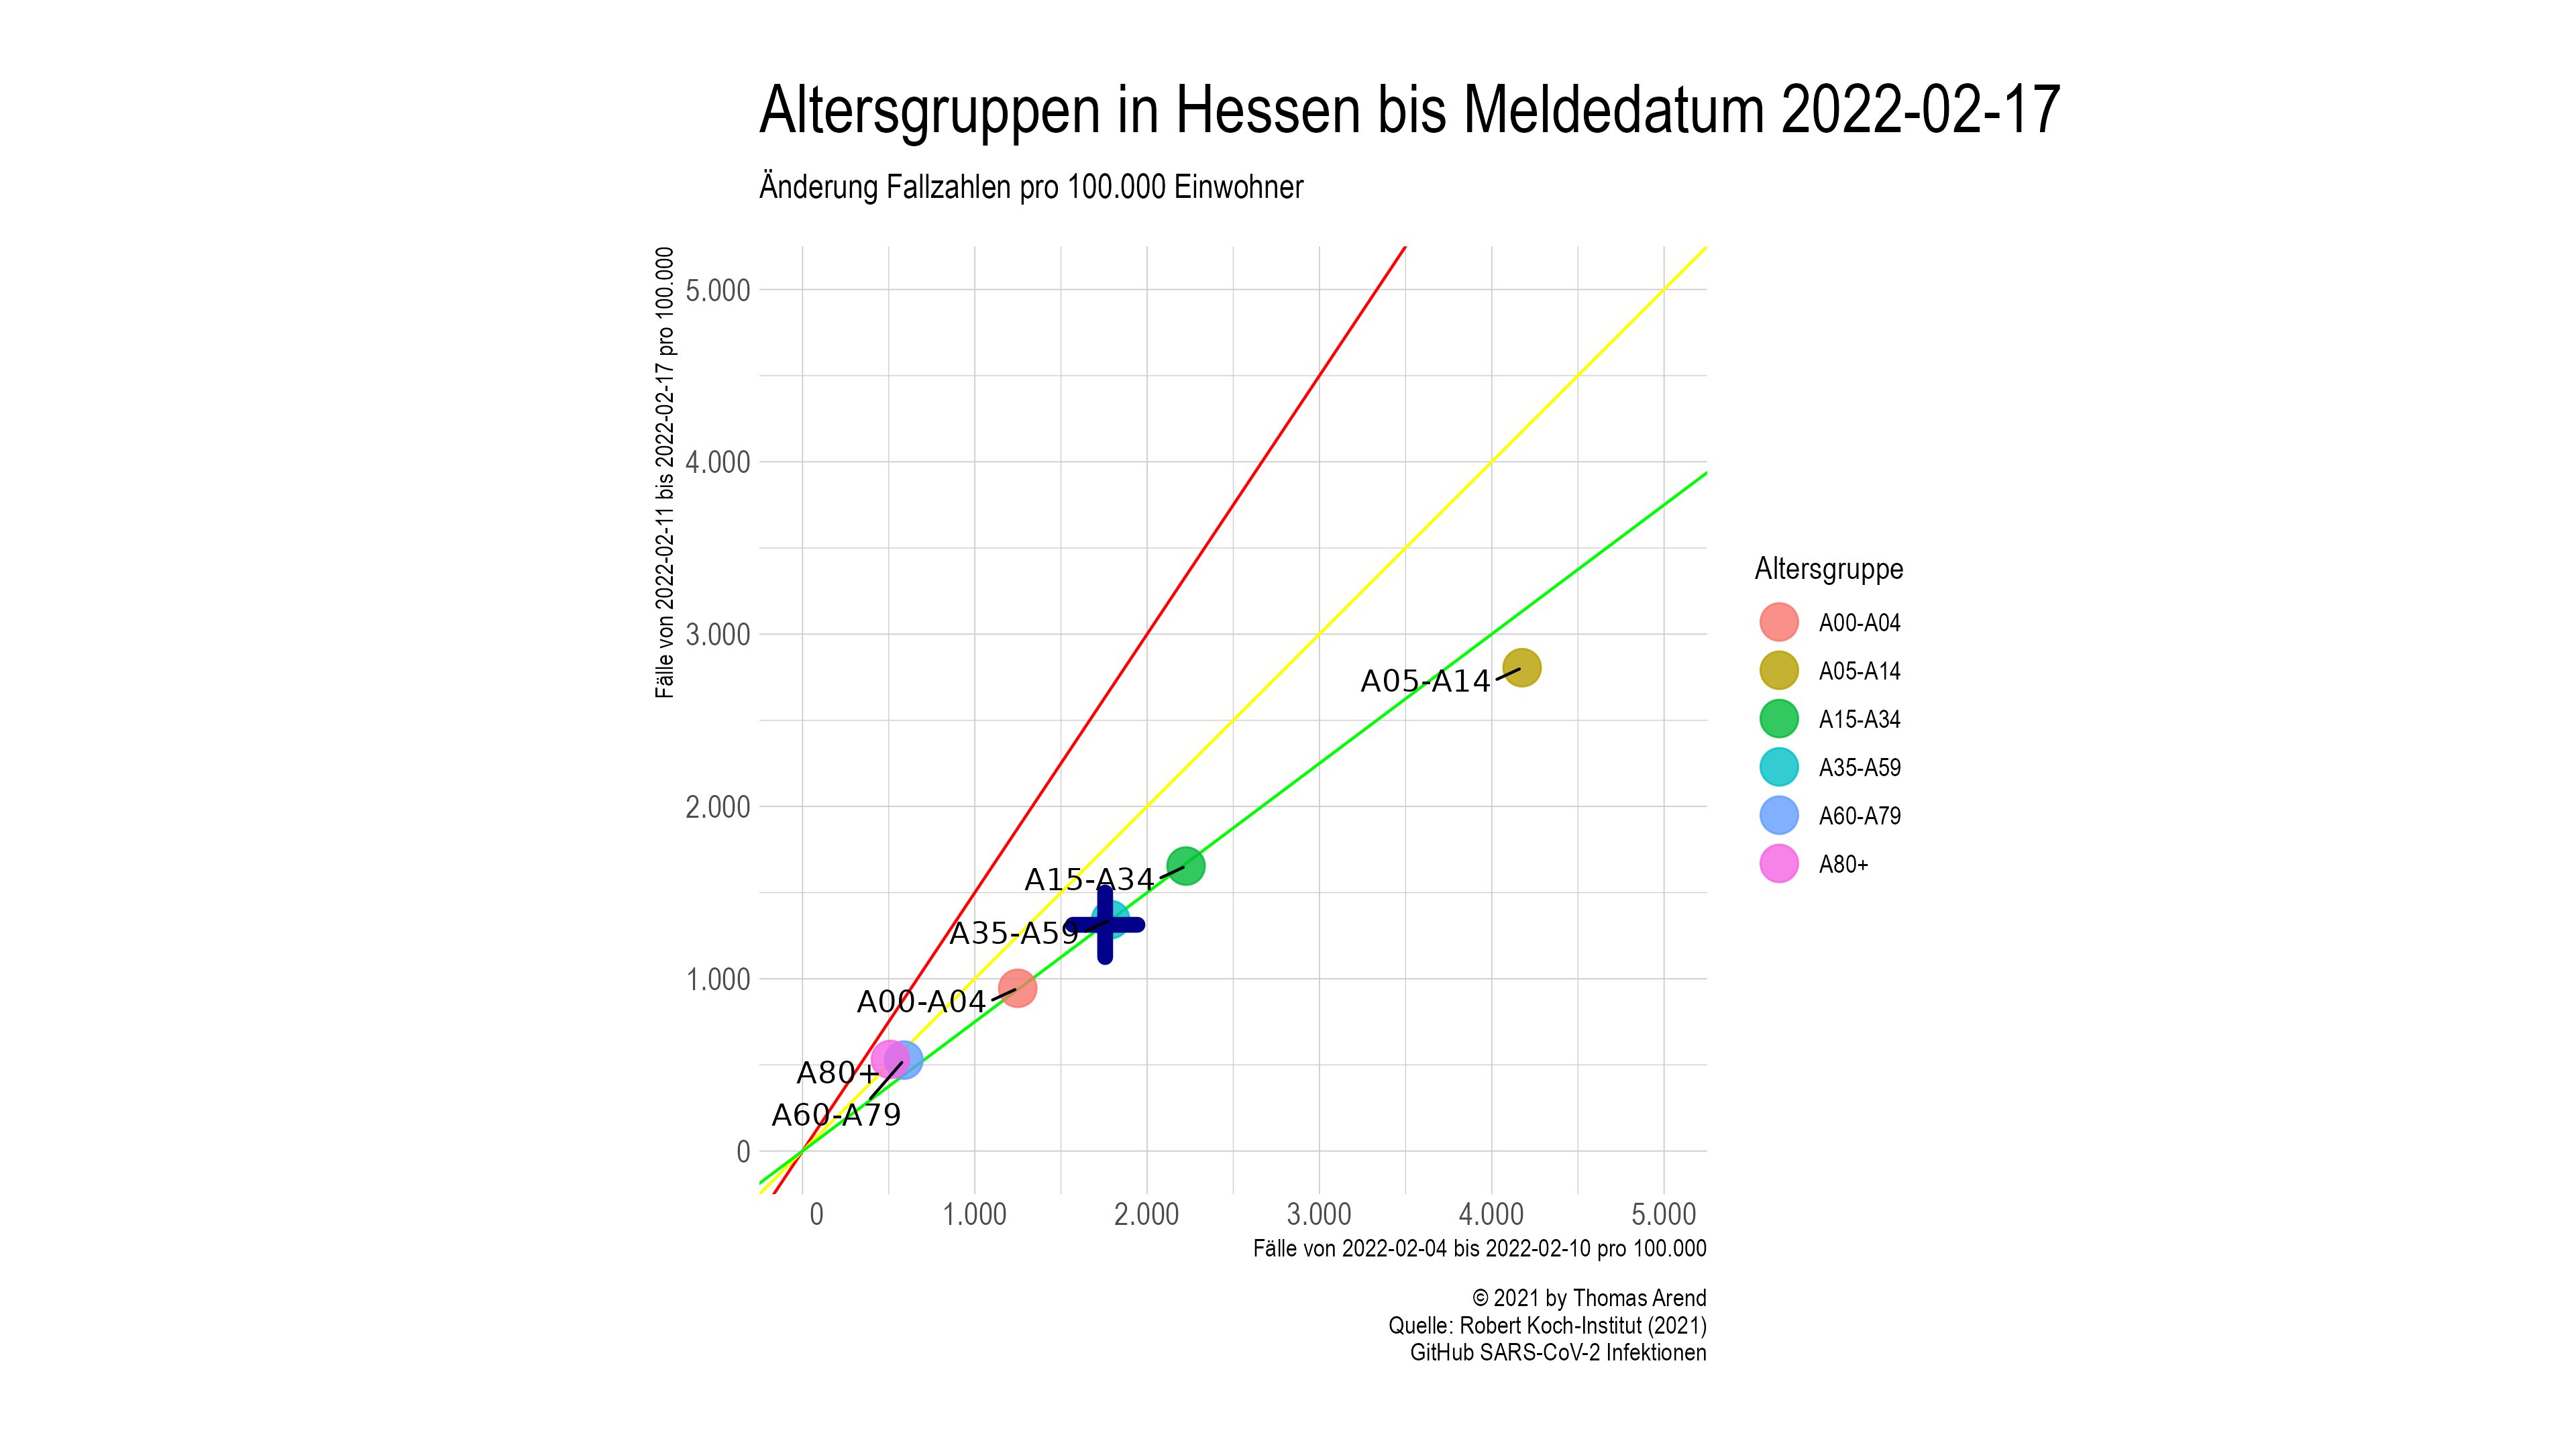 Altersgruppen in Hessen bis Meldedatum 2022-02-17
Änderung Fallzahlen pro 100.000 Einwohner
Fälle von 2022-02-11 bis 2022-02-17 pro 100.000
5.000
4.000
3.000
2.000
1.000
0
A05-A14
A15-A34
A35-A59
A00-A04
A80+
A60-A79
0
1.000
2.000
3.000
4.000
5.000
Fälle von 2022-02-04 bis 2022-02-10 pro 100.000
Altersgruppe
A00-A04
A05-A14
A15-A34
A35-A59
A60-A79
A80+
© 2021 by Thomas Arend
Quelle: Robert Koch-Institut (2021)
GitHub SARS-CoV-2 Infektionen